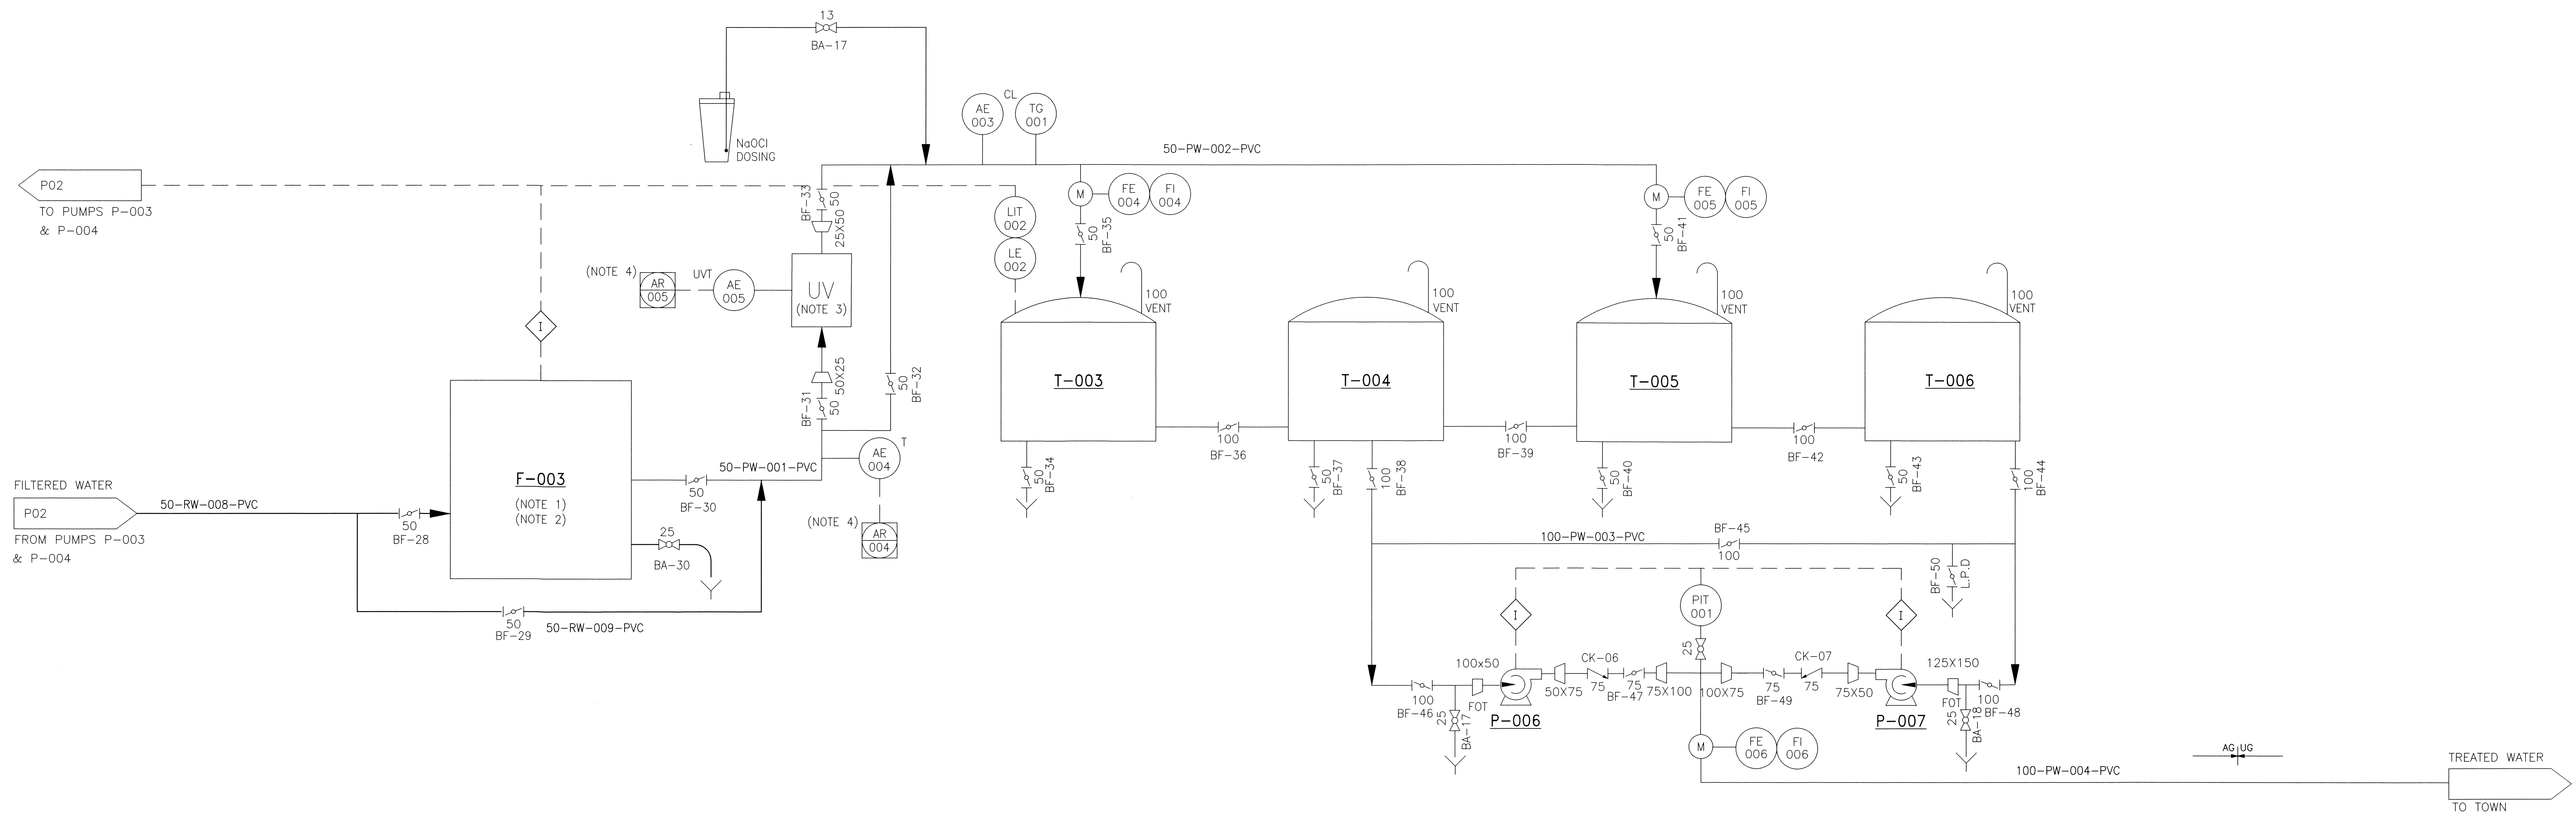 13
BA-17
NaOCl
DOSING
AE
003
CL
TG
001
50-PW-002-PVC
P02
TO PUMPS P-003
& P-004
BF-33
50
25X50
LIT
002
LE
002
M
FE
004
FI
004
50
BF-35
M
FE
005
FI
005
50
BF-41
(NOTE 4)
AR
005
UVT
AE
005
UV
(NOTE 3)
I
100
VENT
100
VENT
100
VENT
100
VENT
50X25
BF-31
50
50
BF-32
T-003
T-004
T-005
T-006
100
BF-36
100
BF-39
100
BF-42
50
BF-34
50
BF-37
100
BF-38
50
BF-40
50
BF-43
100
BF-44
AE
004
T
(NOTE 4)
AR
004
F-003
(NOTE 1)
(NOTE 2)
50-PW-001-PVC
50
BF-30
25
BA-30
FILTERED WATER
P02
FROM PUMPS P-003
& P-004
50-RW-008-PVC
50
BF-28
50
BF-29
50-RW-009-PVC
100-PW-003-PVC
BF-45
100
BF-50
L.P.D
I
PIT
001
I
25
100x50
FOT
100
BF-46
25
BA-17
P-006
50X75
CK-06
75
75
BF-47
75X100
100X75
75
BF-49
CK-07
75
75X50
P-007
125X150
FOT
100
BF-48
25
BA-18
M
FE
006
FI
006
AG UG
100-PW-004-PVC
TREATED WATER
TO TOWN